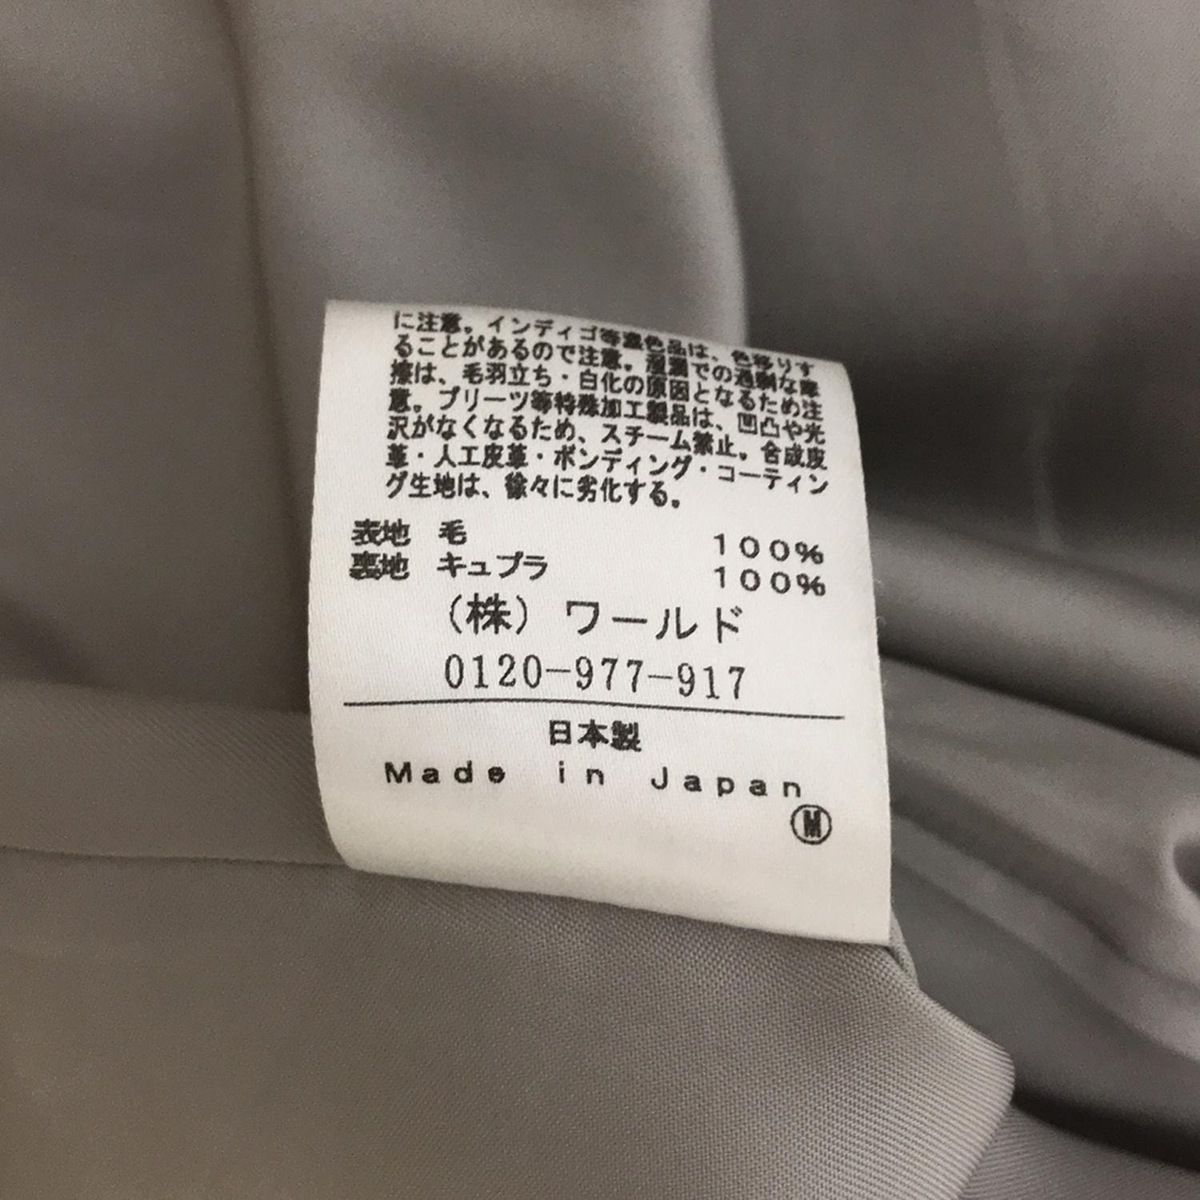 に注意。インディゴ等濃色品は、色移りす
ることがあるので注意。湿潤での過剰な摩
擦は、毛羽立ち・白化の原因となるため注
意。プリーツ等特殊加工製品は、凹凸や光
沢がなくなるため、スチーム禁止。合成皮
革・人工皮革・ボンディング・コーティン
グ生地は、徐々に劣化する。
表地 毛 100%
裏地 キュプラ 100%
(株)ワールド
0120-977-917
日本製
Made in Japan
Ⓜ